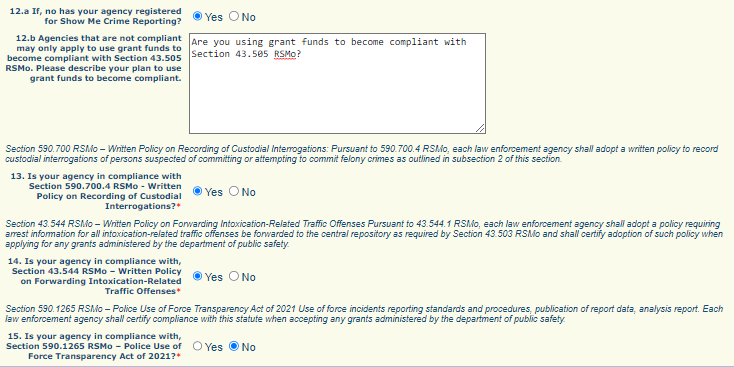 12.a If, no has your agency registered
for Show Me Crime Reporting?
Yes No
12.b Agencies that are not compliant
may only apply to use grant funds to
become compliant with Section 43.505
RSMo. Please describe your plan to use
grant funds to become compliant.
Are you using grant funds to become compliant with
Section 43.505 RSMo?
Section 590.700 RSMo – Written Policy on Recording of Custodial Interrogations: Pursuant to 590.700.4 RSMo, each law enforcement agency shall adopt a written policy to record
custodial interrogations of persons suspected of committing or attempting to commit felony crimes as outlined in subsection 2 of this section.
13. Is your agency in compliance with
Section 590.700.4 RSMo - Written
Policy on Recording of Custodial
Interrogations?*
Yes No
Section 43.544 RSMo – Written Policy on Forwarding Intoxication-Related Traffic Offenses Pursuant to 43.544.1 RSMo, each law enforcement agency shall adopt a policy requiring
arrest information for all intoxication-related traffic offenses be forwarded to the central repository as required by Section 43.503 RSMo and shall certify adoption of such policy when
applying for any grants administered by the department of public safety.
14. Is your agency in compliance with,
Section 43.544 RSMo – Written Policy
on Forwarding Intoxication-Related
Traffic Offenses*
Yes No
Section 590.1265 RSMo – Police Use of Force Transparency Act of 2021 Use of force incidents reporting standards and procedures, publication of report data, analysis report. Each
law enforcement agency shall certify compliance with this statute when accepting any grants administered by the department of public safety.
15. Is your agency in compliance with,
Section 590.1265 RSMo – Police Use of
Force Transparency Act of 2021?*
Yes No